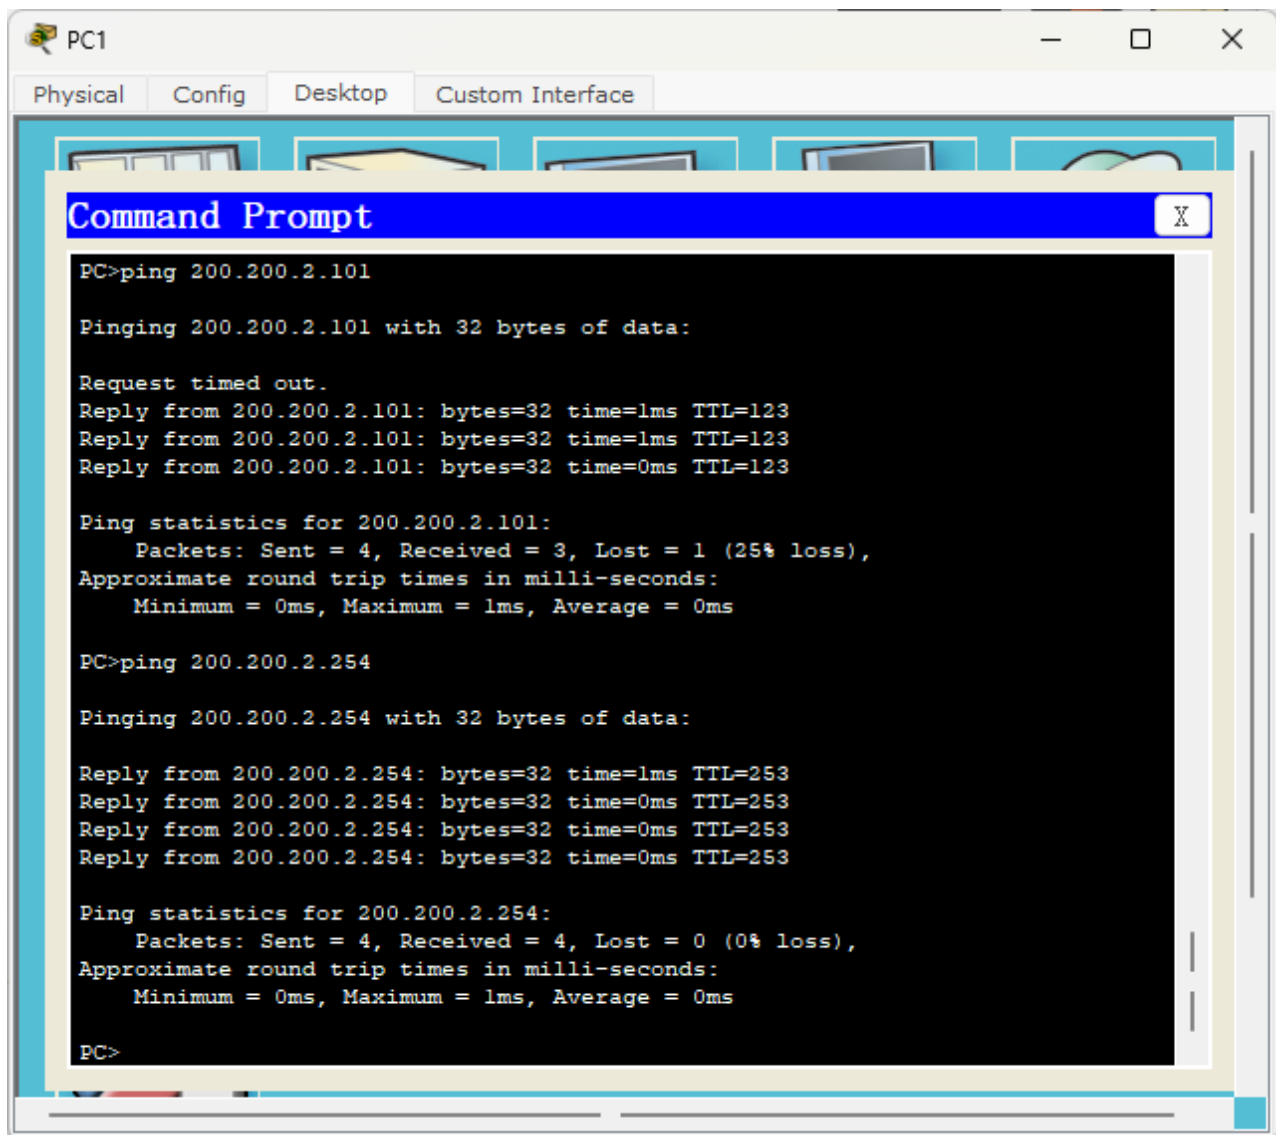 PC1
Physical Config Desktop Custom Interface
Command Prompt
X
PC>ping 200.200.2.101
Pinging 200.200.2.101 with 32 bytes of data:
Request timed out.
Reply from 200.200.2.101: bytes=32 time=1ms TTL=123
Reply from 200.200.2.101: bytes=32 time=1ms TTL=123
Reply from 200.200.2.101: bytes=32 time=0ms TTL=123
Ping statistics for 200.200.2.101:
Packets: Sent = 4, Received = 3, Lost = 1 (25% loss),
Approximate round trip times in milli-seconds:
Minimum = 0ms, Maximum = 1ms, Average = 0ms
PC>ping 200.200.2.254
Pinging 200.200.2.254 with 32 bytes of data:
Reply from 200.200.2.254: bytes=32 time=1ms TTL=253
Reply from 200.200.2.254: bytes=32 time=0ms TTL=253
Reply from 200.200.2.254: bytes=32 time=0ms TTL=253
Reply from 200.200.2.254: bytes=32 time=0ms TTL=253
Ping statistics for 200.200.2.254:
Packets: Sent = 4, Received = 4, Lost = 0 (0% loss),
Approximate round trip times in milli-seconds:
Minimum = 0ms, Maximum = 1ms, Average = 0ms
PC>